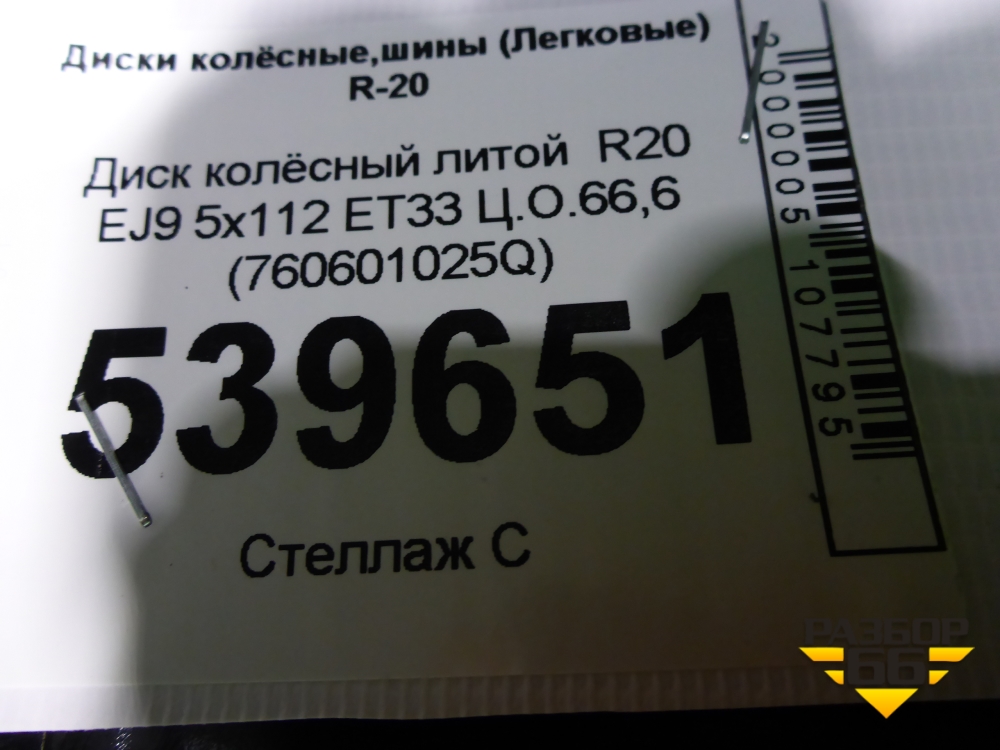 Диски колёсные,шины (Легковые)
R-20
Диск колёсный литой R20
EJ9 5x112 ET33 Ц.О.66,6
(760601025Q)
539651
Стеллаж С
2000005107795
РАЗБОР
66